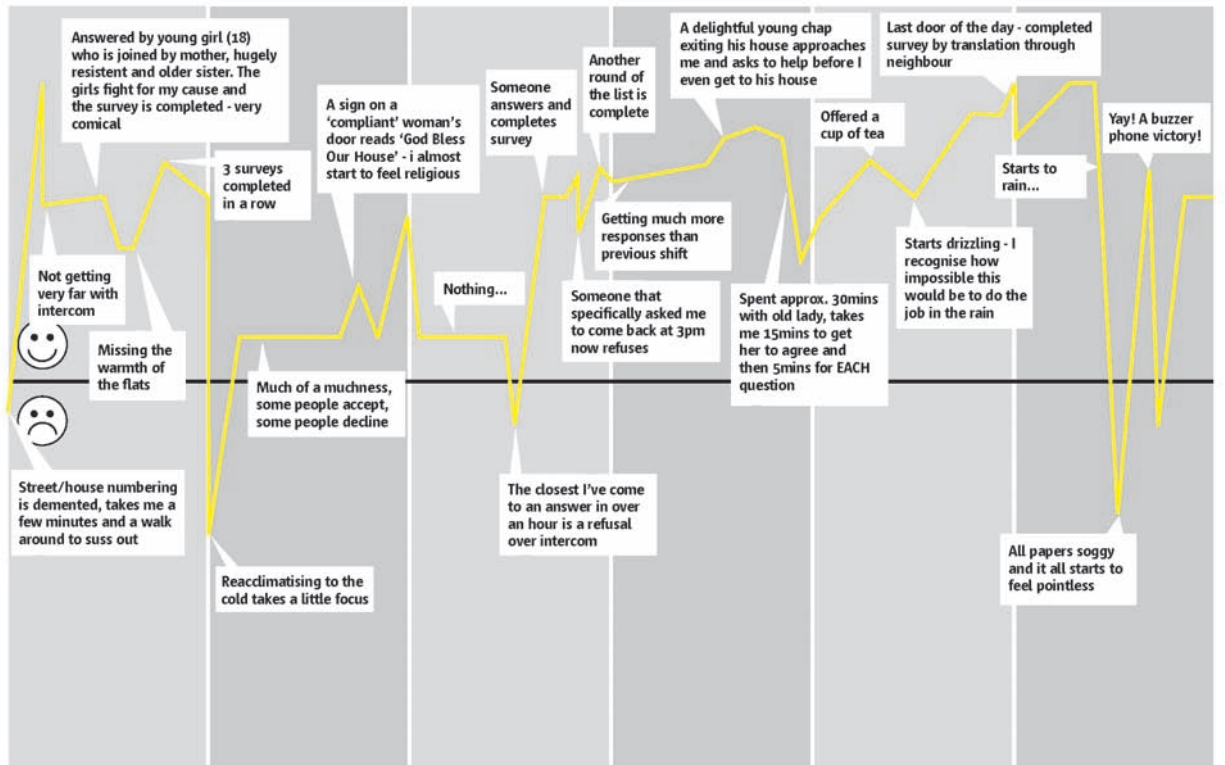 Answered by young girl (18)
who is joined by mother, hugely
resistent and older sister. The
girls fight for my cause and
the survey is completed - very
comical
3 surveys
completed
in a row
Not getting
very far with
intercom
Missing the
warmth of
the flats
Street/house numbering
is demented, takes me a
few minutes and a walk
around to suss out
Reacclimatising to the
cold takes a little focus
Much of a muchness,
some people accept,
some people decline
A sign on a
‘compliant’ woman’s
door reads ‘God Bless
Our House’ - i almost
start to feel religious
Nothing...
The closest I’ve come
to an answer in over
an hour is a refusal
over intercom
Someone
answers and
completes
survey
Someone that
specifically asked me
to come back at 3pm
now refuses
Another
round of
the list is
complete
Getting much more
responses than
previous shift
A delightful young chap
exiting his house approaches
me and asks to help before I
even get to his house
Spent approx. 30mins
with old lady, takes
me 15mins to get
her to agree and
then 5mins for EACH
question
Offered a
cup of tea
Starts drizzling - I
recognise how
impossible this
would be to do the
job in the rain
Last door of the day - completed
survey by translation through
neighbour
Starts to
rain...
All papers soggy
and it all starts to
feel pointless
Yay! A buzzer
phone victory!